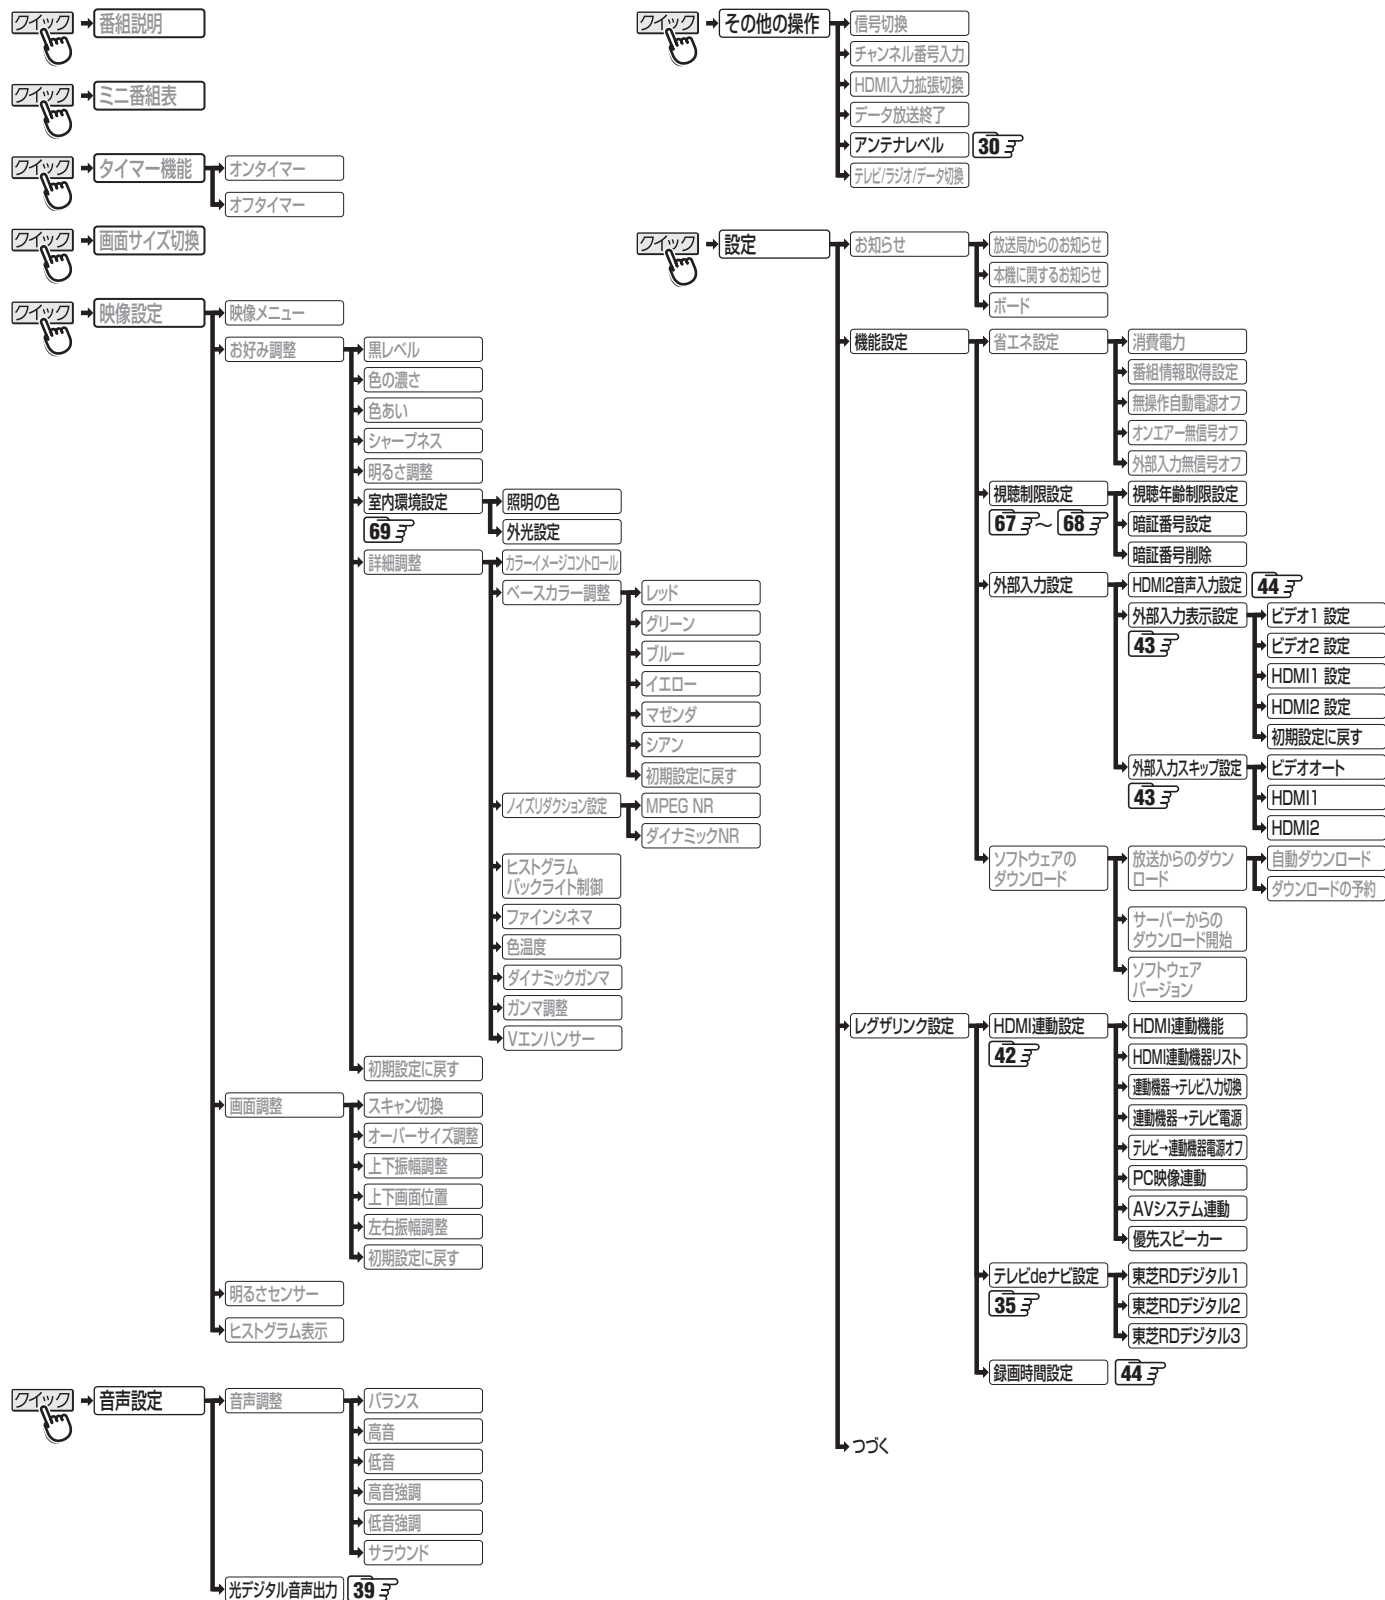 クイック
番組説明
クイック
ミニ番組表
クイック
タイマー機能
オンタイマー
オフタイマー
クイック
画面サイズ切換
クイック
映像設定
映像メニュー
お好み調整
黒レベル
色の濃さ
色あい
シャープネス
明るさ調整
室内環境設定
69
照明の色
外光設定
詳細調整
カラーイメージコントロール
ベースカラー調整
レッド
グリーン
ブルー
イエロー
マゼンダ
シアン
初期設定に戻す
ノイズリダクション設定
MPEG NR
ダイナミックNR
ヒストグラム
バックライト制御
ファインシネマ
色温度
ダイナミックガンマ
ガンマ調整
Vエンハンサー
初期設定に戻す
画面調整
スキャン切換
オーバーサイズ調整
上下振幅調整
上下画面位置
左右振幅調整
初期設定に戻す
明るさセンサー
ヒストグラム表示
クイック
音声設定
音声調整
バランス
高音
低音
高音強調
低音強調
サラウンド
光デジタル音声出力
39
クイック
その他の操作
信号切換
チャンネル番号入力
HDMI入力拡張切換
データ放送終了
アンテナレベル
30
テレビ/ラジオ/データ切換
クイック
設定
お知らせ
放送局からのお知らせ
本機に関するお知らせ
ボード
機能設定
省エネ設定
消費電力
番組情報取得設定
無操作自動電源オフ
オンエアー無信号オフ
外部入力無信号オフ
視聴制限設定
67 ～ 68
視聴年齢制限設定
暗証番号設定
暗証番号削除
外部入力設定
HDMI2音声入力設定
44
外部入力表示設定
43
ビデオ1 設定
ビデオ2 設定
HDMI1 設定
HDMI2 設定
初期設定に戻す
外部入力スキップ設定
43
ビデオオート
HDMI1
HDMI2
ソフトウェアの
ダウンロード
放送からのダウン
ロード
自動ダウンロード
ダウンロードの予約
サーバーからの
ダウンロード開始
ソフトウェア
バージョン
レグザリンク設定
HDMI連動設定
42
HDMI連動機能
HDMI連動機器リスト
連動機器→テレビ入力切換
連動機器→テレビ電源
テレビ→連動機器電源オフ
PC映像連動
AVシステム連動
優先スピーカー
テレビdeナビ設定
35
東芝RDデジタル1
東芝RDデジタル2
東芝RDデジタル3
録画時間設定
44
つづく